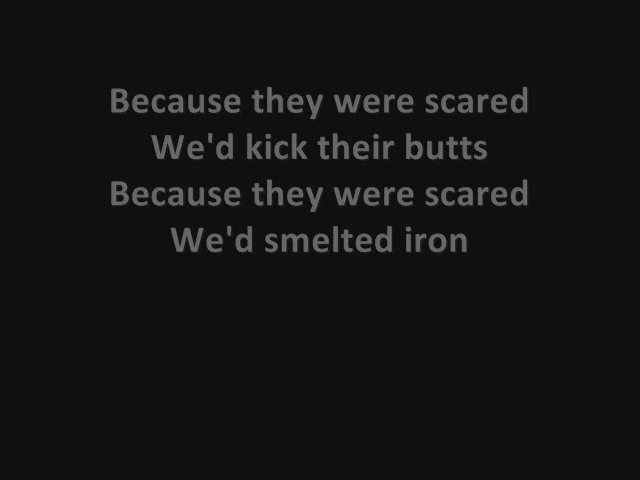 Because they were scared
We'd kick their butts
Because they were scared
We'd smelted iron